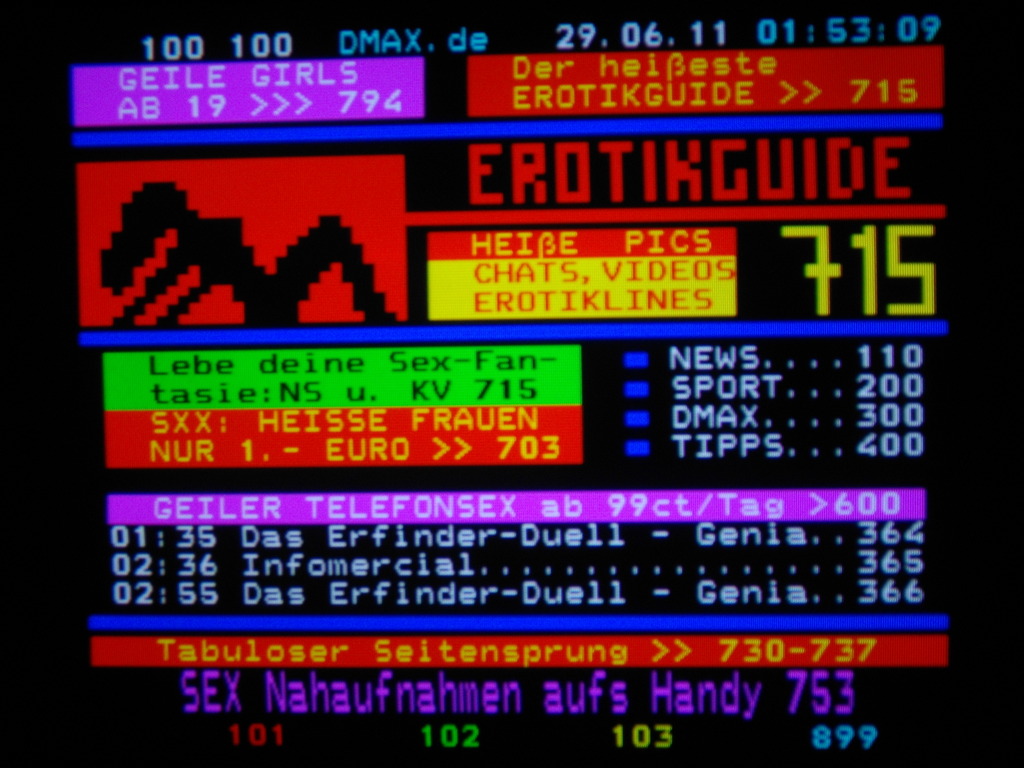 100 100 DMAX.de 29.06.11 01:53:09
GEILE GIRLS
AB 19 >>> 794
Der heißeste
EROTIKGUIDE >> 715
EROTIKGUIDE
HEIßE PICS
CHATS, VIDEOS
EROTIKLINES
715
Lebe deine Sex-Fan-
tasie:NS u. KV 715
SXX: HEISSE FRAUEN
NUR 1.- EURO >> 703
NEWS.... 110
SPORT... 200
DMAX.... 300
TIPPS... 400
GEILER TELEFONSEX ab 99ct/Tag >600
01:35 Das Erfinder-Duell - Genia.. 364
02:36 Infomercial................. 365
02:55 Das Erfinder-Duell - Genia.. 366
Tabuloser Seitensprung >> 730-737
SEX Nahaufnahmen aufs Handy 753
101 102 103 899